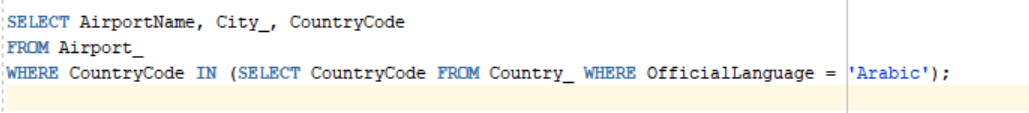 SELECT AirportName, City_, CountryCode
FROM Airport_
WHERE CountryCode IN (SELECT CountryCode FROM Country_ WHERE OfficialLanguage = 'Arabic');